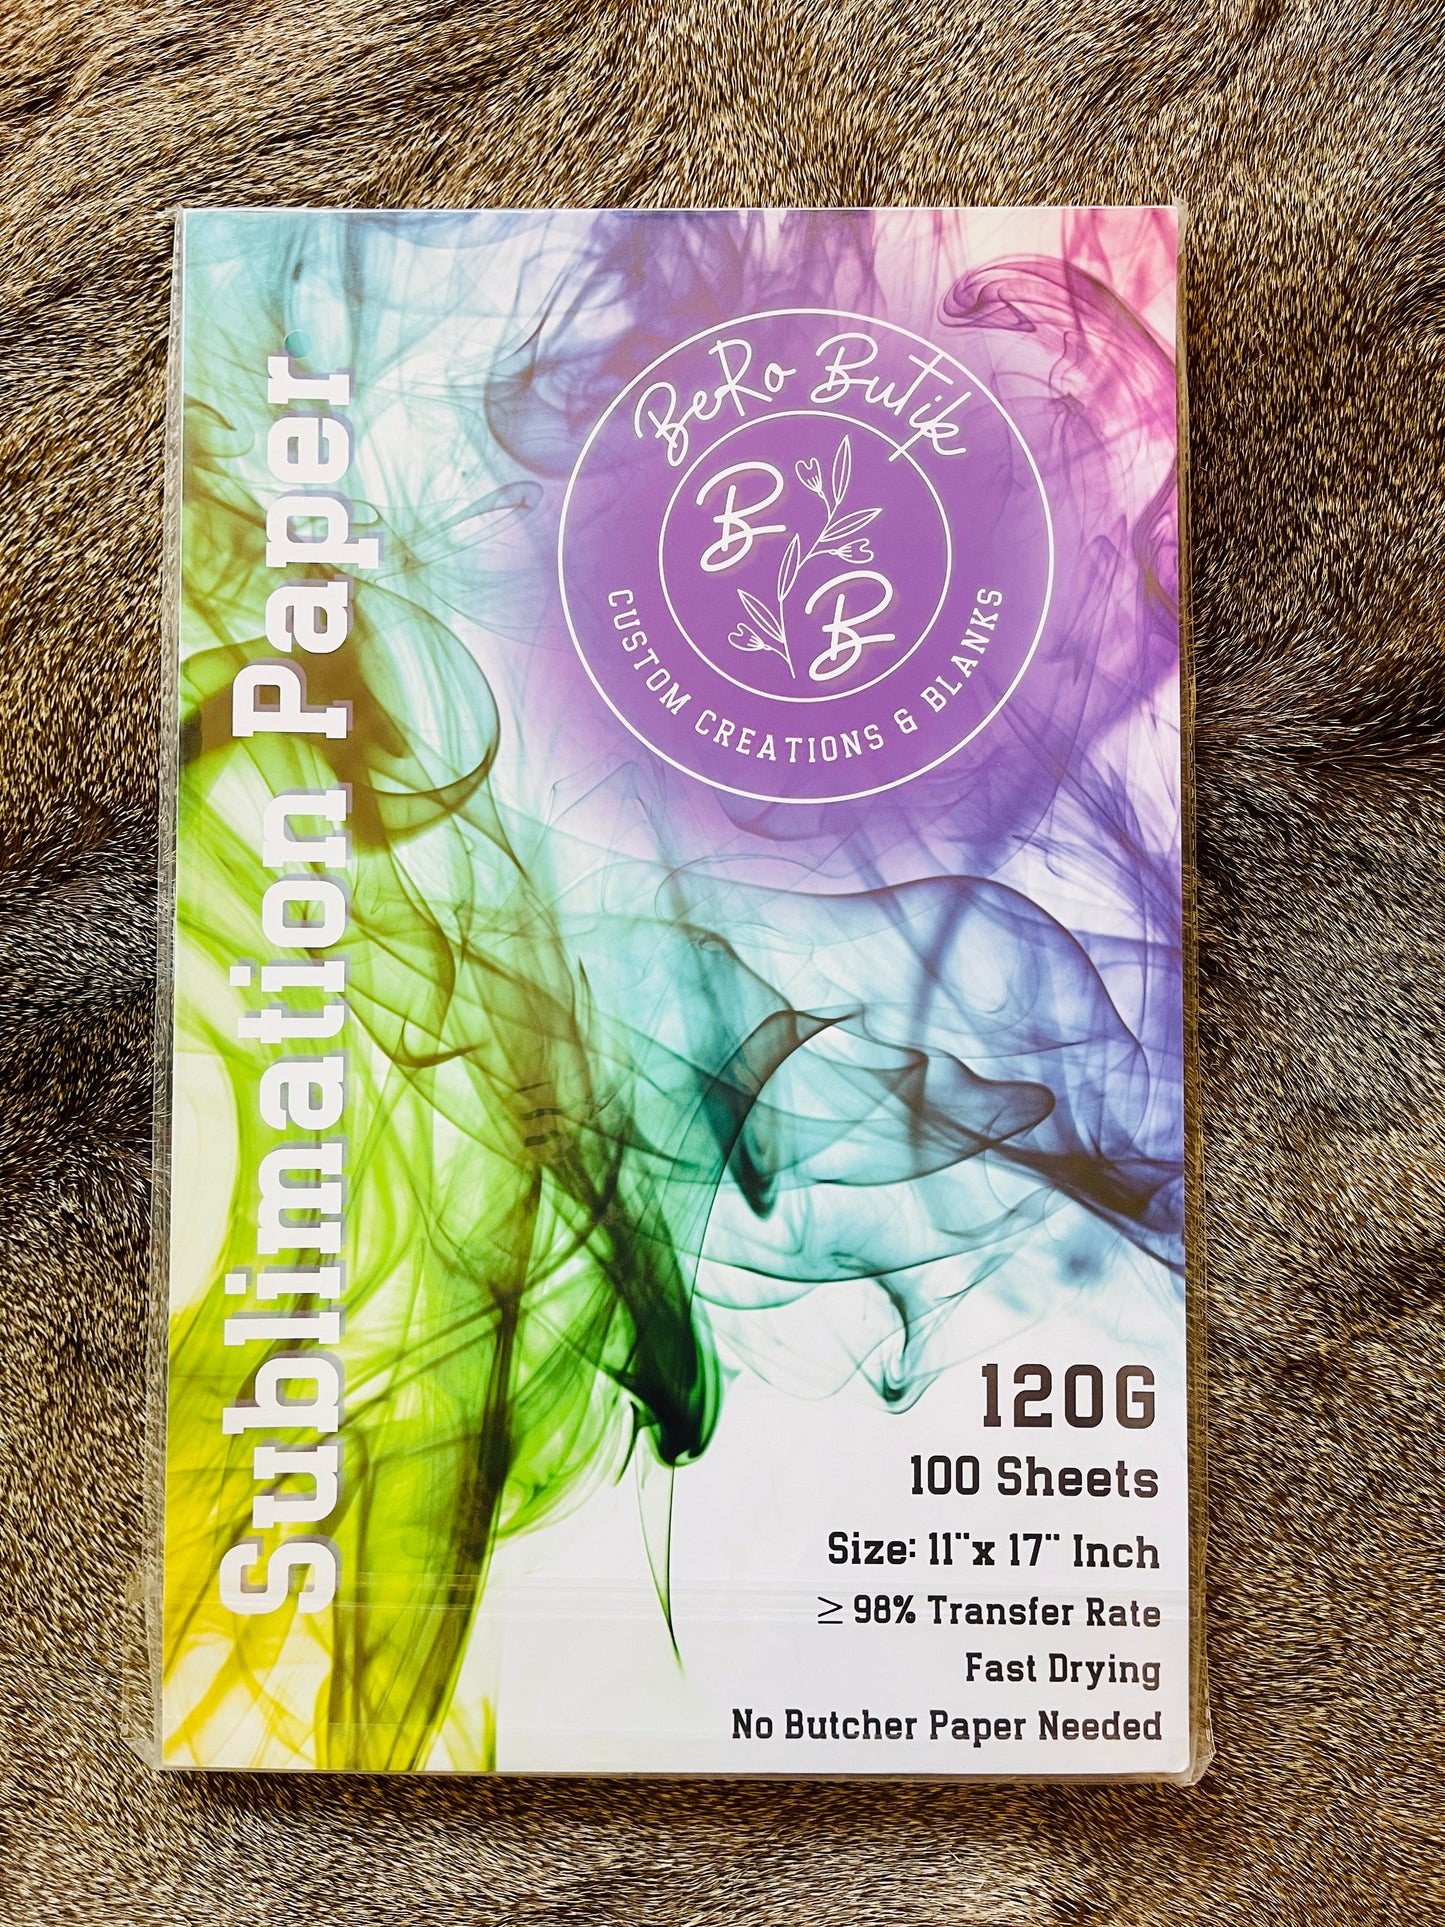 Sublimation Paper
BeRo Butik
B
B
CUSTOM CREATIONS & BLANKS
120G
100 Sheets
Size: 11"x 17" Inch
≥ 98% Transfer Rate
Fast Drying
No Butcher Paper Needed